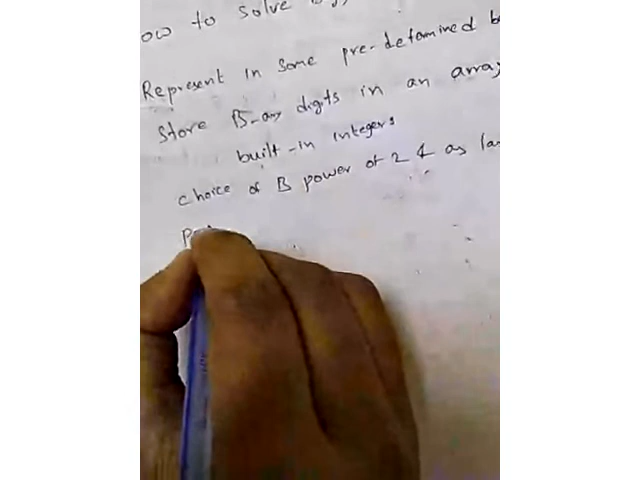 ow to solve
Represent in some pre-detamined b
store B-ary digits in an array
built-in integers
choice of B power of 2 & as la
P